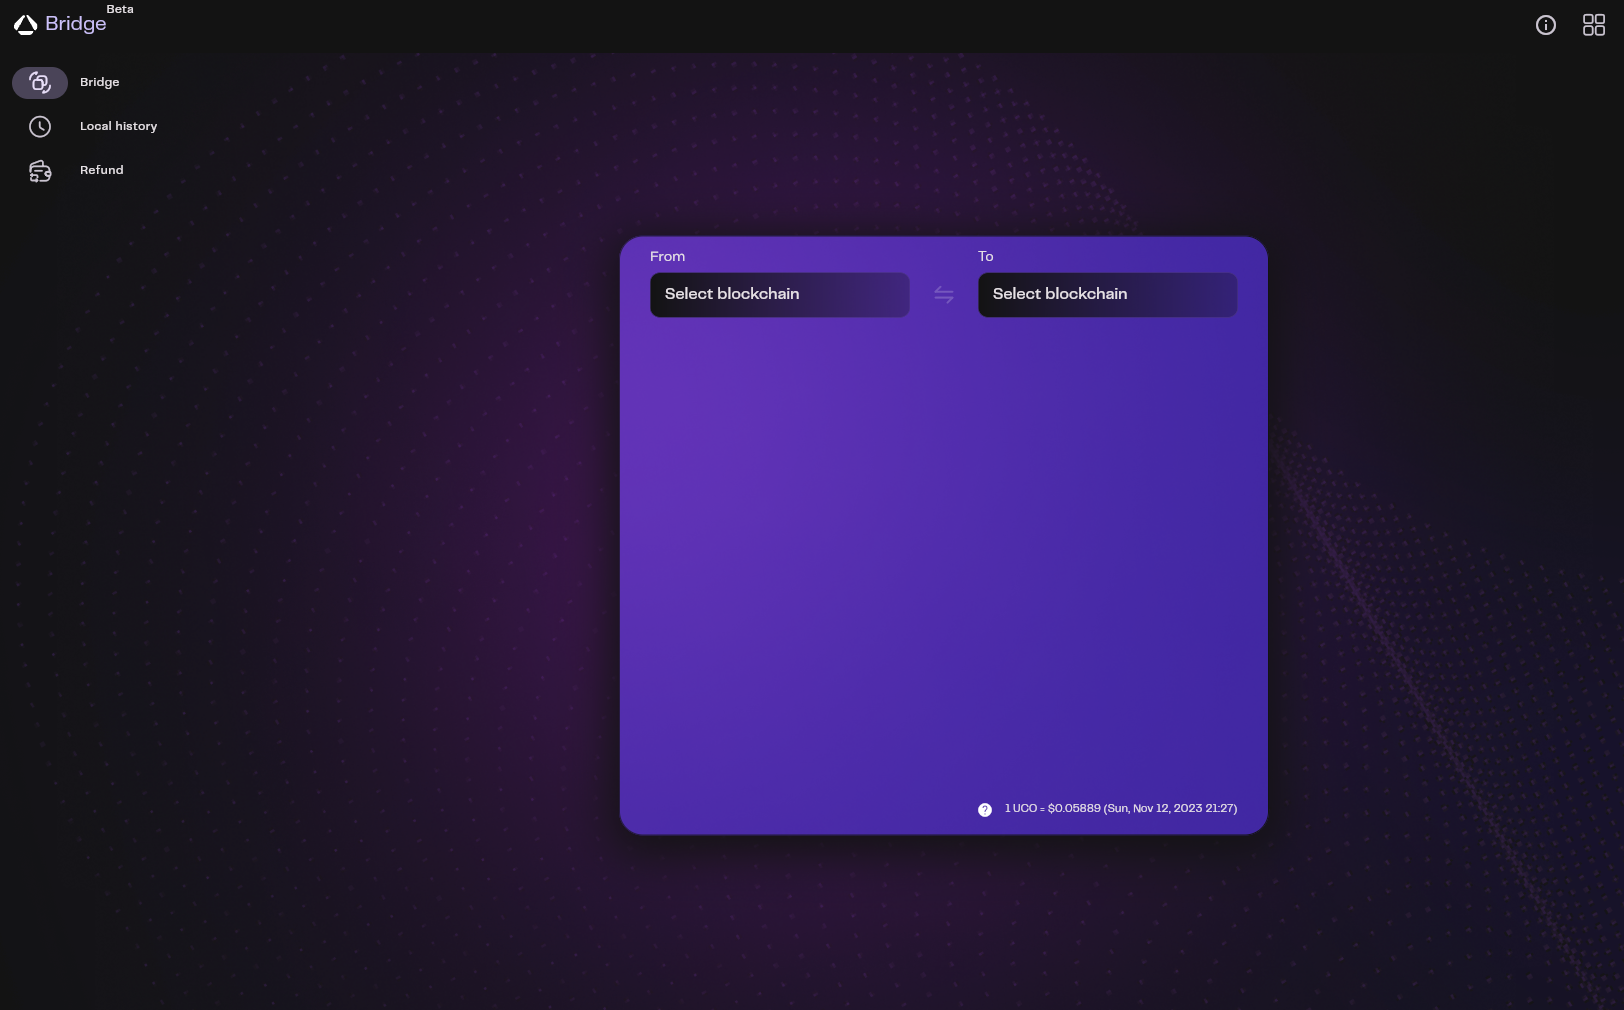 Bridge Beta
Bridge
Local history
Refund
From
To
Select blockchain
Select blockchain
1 UCO = $0.05889 (Sun, Nov 12, 2023 21:27)